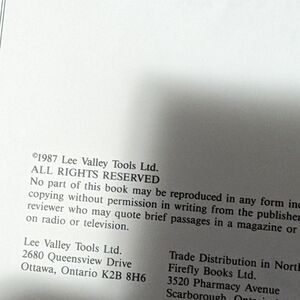 ©1987 Lee Valley Tools Ltd.
ALL RIGHTS RESERVED
No part of this book may be reproduced in any form
copying without permission in writing from the publisher
reviewer who may quote brief passages in a magazine or
on radio or television.
Lee Valley Tools Ltd.
2680 Queensview Drive
Ottawa, Ontario K2B 8H6
Trade Distribution in North
Firefly Books Ltd.
3520 Pharmacy Avenue
Scarborough,